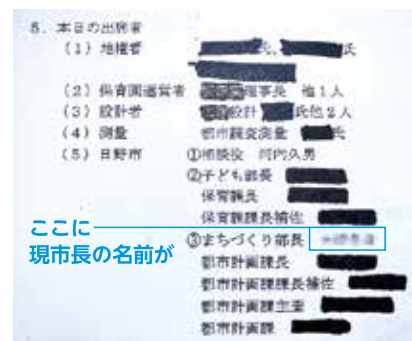 5. 本日の出席者
(1) 地権者 氏、 氏
(2) 保育園運営者 理事長 他1人
(3) 設計者 設計 氏他2人
(4) 測量 都市調査測量 氏
(5) 日野市 ①相談役 河内久男
②子ども部長
保育課長
保育課課長補佐
ここに
現市長の名前が
③まちづくり部長
都市計画課長
都市計画課課長補佐
都市計画課主査
都市計画課